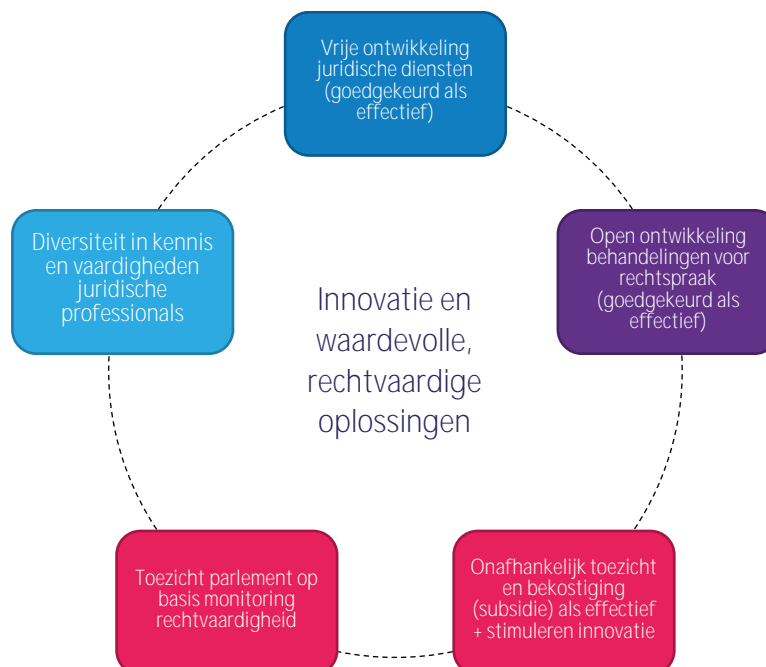 Vrije ontwikkeling
juridische diensten
(goedgekeurd als
effectief)
Diversiteit in kennis
en vaardigheden
juridische
professionals
Open ontwikkeling
behandelingen voor
rechtspraak
(goedgekeurd als
effectief)
Innovatie en
waardevolle,
rechtvaardige
oplossingen
Toezicht parlement op
basis monitoring
rechtvaardigheid
Onafhankelijk toezicht
en bekostiging
(subsidie) als effectief
+ stimuleren innovatie